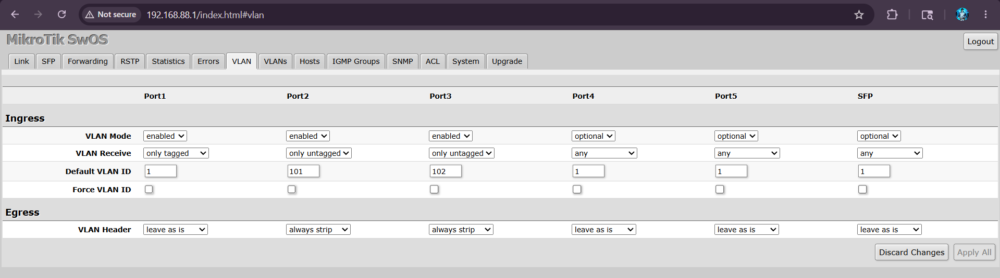 Not secure 192.168.88.1/index.html#vlan
MikroTik SwOS
Logout
Link SFP Forwarding RSTP Statistics Errors VLAN VLANs Hosts IGMP Groups SNMP ACL System Upgrade
Port1 Port2 Port3 Port4 Port5 SFP
Ingress
VLAN Mode enabled enabled enabled optional optional optional
VLAN Receive only tagged only untagged only untagged any any any
Default VLAN ID 1 101 102 1 1 1
Force VLAN ID
Egress
VLAN Header leave as is always strip always strip leave as is leave as is leave as is
Discard Changes Apply All